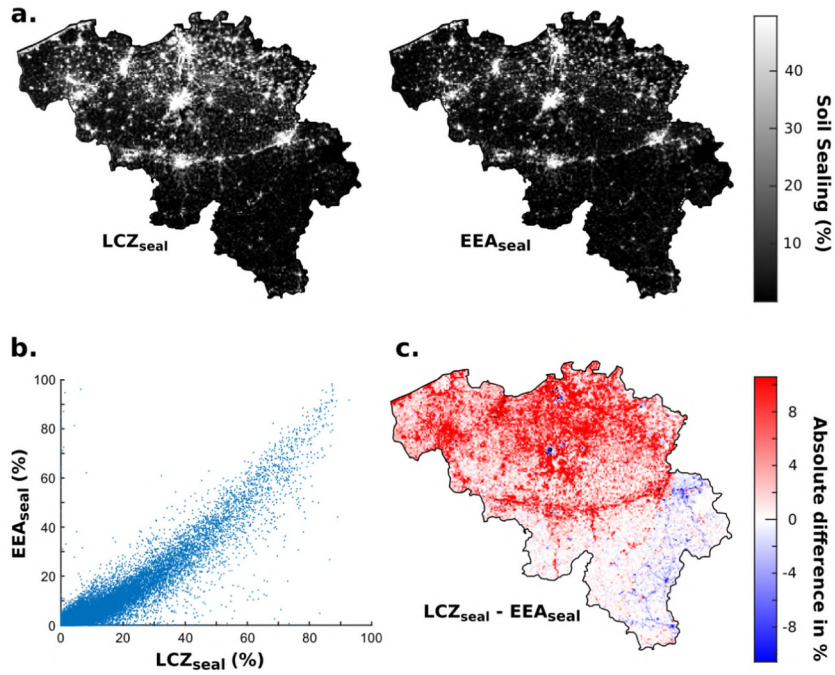 a.
LCZseal
EEAseal
40
30
20
10
Soil Sealing (%)
b.
100
80
60
40
20
0
EEAseal (%)
0 20 40 60 80 100
LCZseal (%)
c.
LCZseal - EEAseal
8
4
0
-4
-8
Absolute difference in %